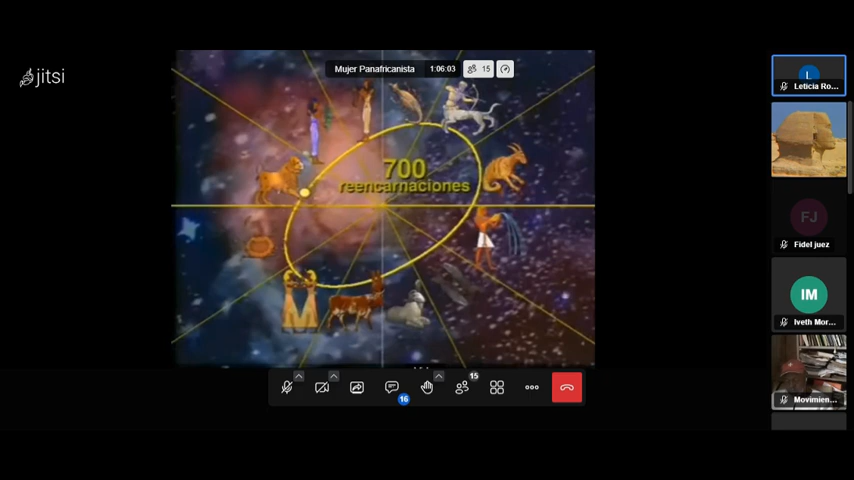 jitsi
Mujer Panafricanista 1:06:03 15
700
reencarnaciones
L
Leticia Ro...
FJ
Fidel juez
IM
Iveth Mor...
Movimien...
15
16